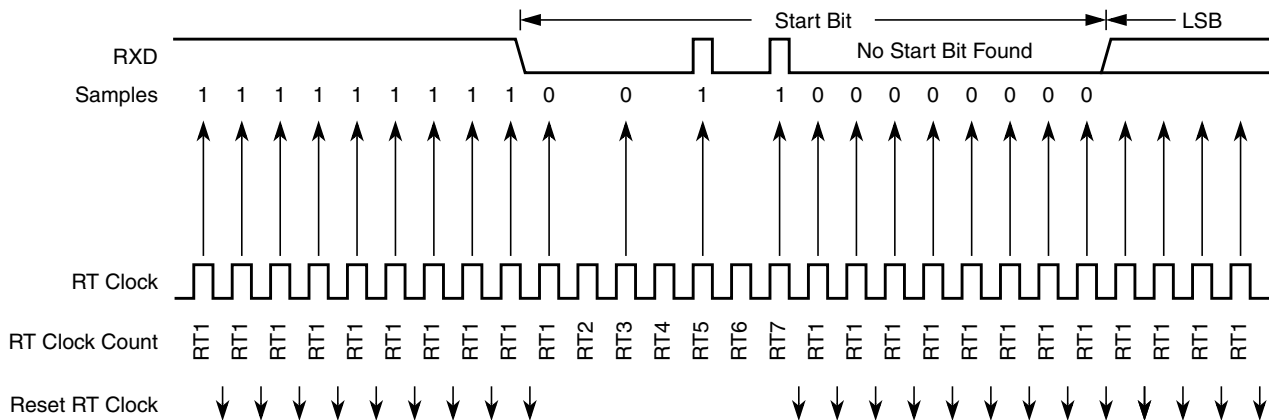 Start Bit LSB
RXD No Start Bit Found
Samples 1 1 1 1 1 1 1 1 1 0 0 1 1 0 0 0 0 0 0 0 0
RT Clock
RT Clock Count RT1 RT1 RT1 RT1 RT1 RT1 RT1 RT1 RT1 RT1 RT2 RT3 RT4 RT5 RT6 RT7 RT1 RT1 RT1 RT1 RT1 RT1 RT1 RT1 RT1 RT1 RT1 RT1
Reset RT Clock